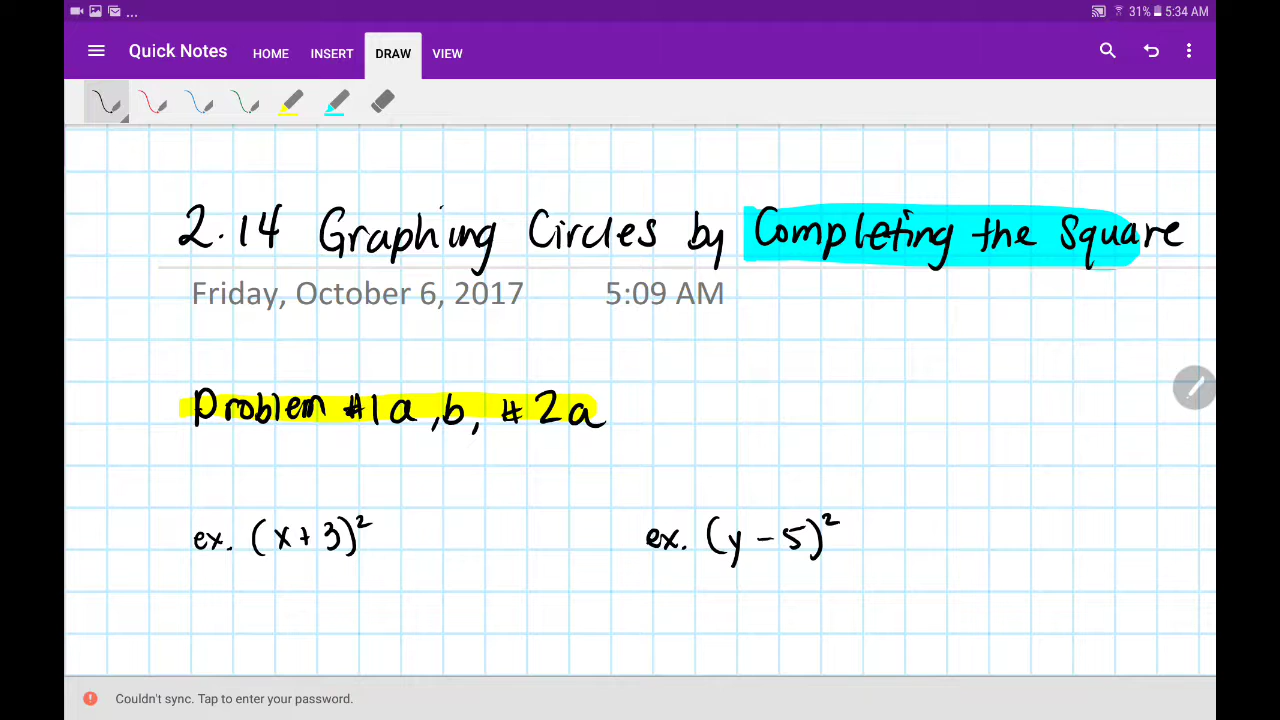 ... 31% 5:34 AM
Quick Notes HOME INSERT DRAW VIEW
2.14 Graphing Circles by Completing the Square
Friday, October 6, 2017 5:09 AM
Problem #1a, b, #2a
ex. (x+3)² ex. (y-5)²
Couldn't sync. Tap to enter your password.